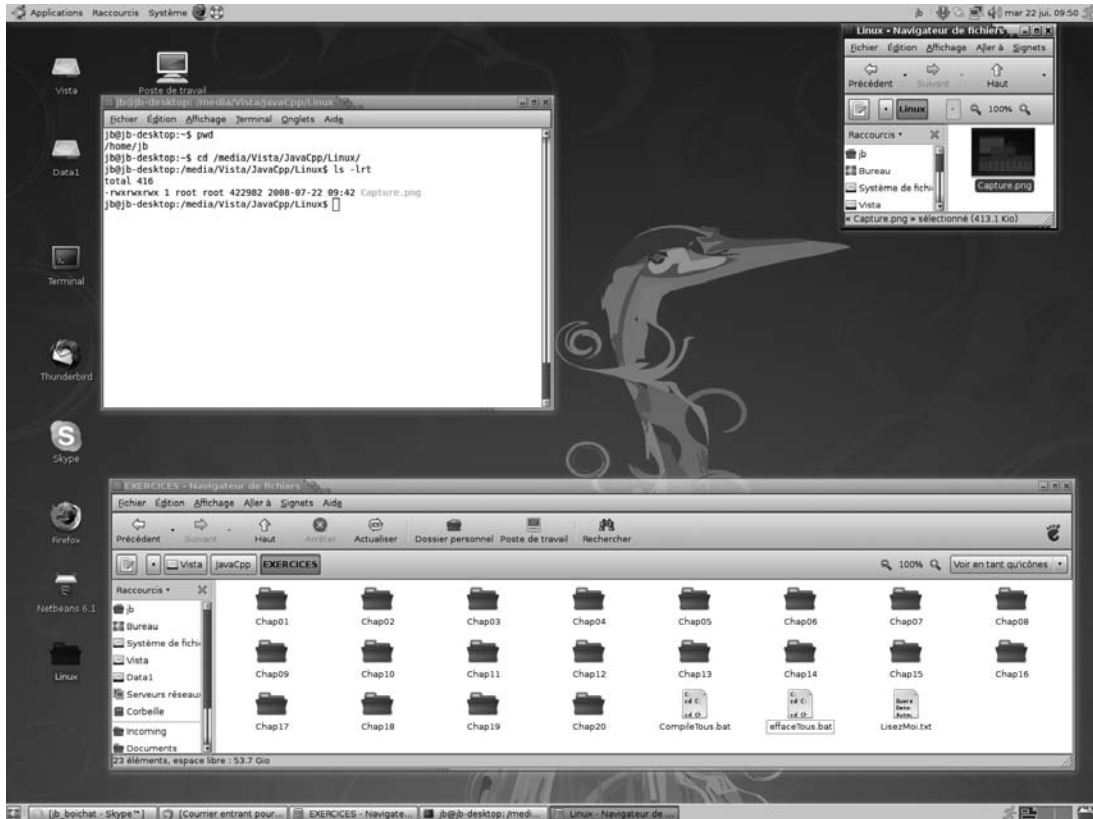 Applications Raccourcis Système
jb
mar 22 jui, 09:50
Vista
Poste de travail
Data1
Terminal
Thunderbird
Skype
Firefox
Netbeans 6.1
Linux
jb@jb-desktop: /media/Vista/JavaCpp/Linux
Fichier Édition Affichage Terminal Onglets Aide
jb@jb-desktop:~$ pwd
/home/jb
jb@jb-desktop:~$ cd /media/Vista/JavaCpp/Linux/
jb@jb-desktop:/media/Vista/JavaCpp/Linux$ ls -lrt
total 416
-rwxrwxrwx 1 root root 422982 2008-07-22 09:42 Capture.png
jb@jb-desktop:/media/Vista/JavaCpp/Linux$
Linux - Navigateur de fichiers
Fichier Édition Affichage Aller à Signets
Précédent Suivant Haut
Linux 100%
Raccourcis
jb
Bureau
Système de fichi
Vista
Capture.png
« Capture.png » sélectionné (413.1 Kio)
EXERCICES - Navigateur de fichiers
Fichier Édition Affichage Aller à Signets Aide
Précédent Suivant Haut Arrêter Actualiser Dossier personnel Poste de travail Rechercher
Vista JavaCpp EXERCICES 100% Voir en tant qu'icônes
Raccourcis
jb
Bureau
Système de fichi
Vista
Data1
Serveurs réseau
Corbeille
Incoming
Documents
Chap01 Chap02 Chap03 Chap04 Chap05 Chap06 Chap07 Chap08
Chap09 Chap10 Chap11 Chap12 Chap13 Chap14 Chap15 Chap16
Chap17 Chap18 Chap19 Chap20 CompileTous.bat effaceTous.bat LisezMoi.txt
23 éléments, espace libre : 53.7 Gio
[jb_boichat - Skype™] [Courrier entrant pour... EXERCICES - Navigate... jb@jb-desktop: /medi... Linux - Navigateur de ...